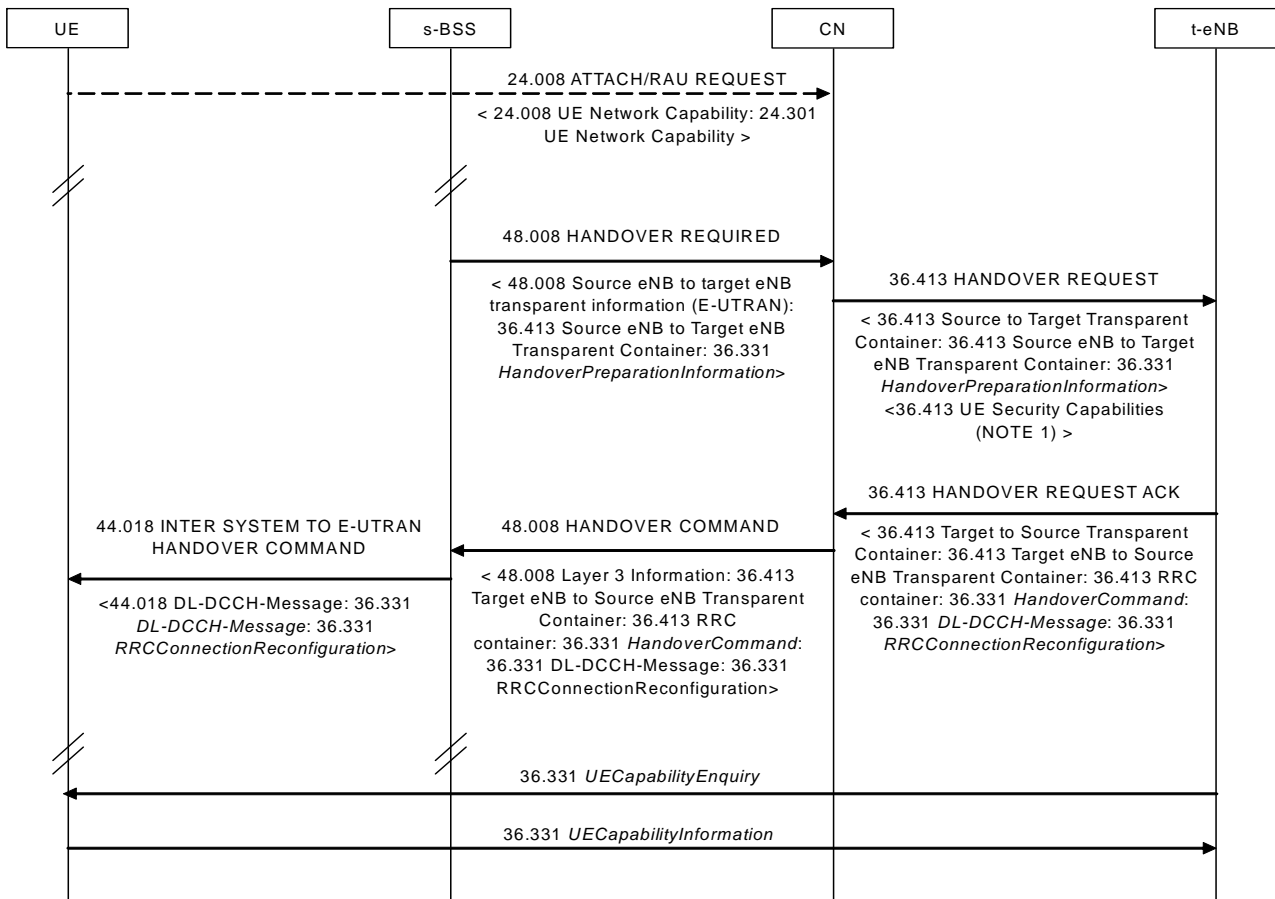 UE
s-BSS
CN
t-eNB
24.008 ATTACH/RAU REQUEST
< 24.008 UE Network Capability: 24.301
UE Network Capability >
48.008 HANDOVER REQUIRED
< 48.008 Source eNB to target eNB
transparent information (E-UTRAN):
36.413 Source eNB to Target eNB
Transparent Container: 36.331
HandoverPreparationInformation>
36.413 HANDOVER REQUEST
< 36.413 Source to Target Transparent
Container: 36.413 Source eNB to Target
eNB Transparent Container: 36.331
HandoverPreparationInformation>
<36.413 UE Security Capabilities
(NOTE 1) >
36.413 HANDOVER REQUEST ACK
< 36.413 Target to Source Transparent
Container: 36.413 Target eNB to Source
eNB Transparent Container: 36.413 RRC
container: 36.331 HandoverCommand:
36.331 DL-DCCH-Message: 36.331
RRCConnectionReconfiguration>
48.008 HANDOVER COMMAND
< 48.008 Layer 3 Information: 36.413
Target eNB to Source eNB Transparent
Container: 36.413 RRC
container: 36.331 HandoverCommand:
36.331 DL-DCCH-Message: 36.331
RRCConnectionReconfiguration>
44.018 INTER SYSTEM TO E-UTRAN
HANDOVER COMMAND
<44.018 DL-DCCH-Message: 36.331
DL-DCCH-Message: 36.331
RRCConnectionReconfiguration>
36.331 UECapabilityEnquiry
36.331 UECapabilityInformation